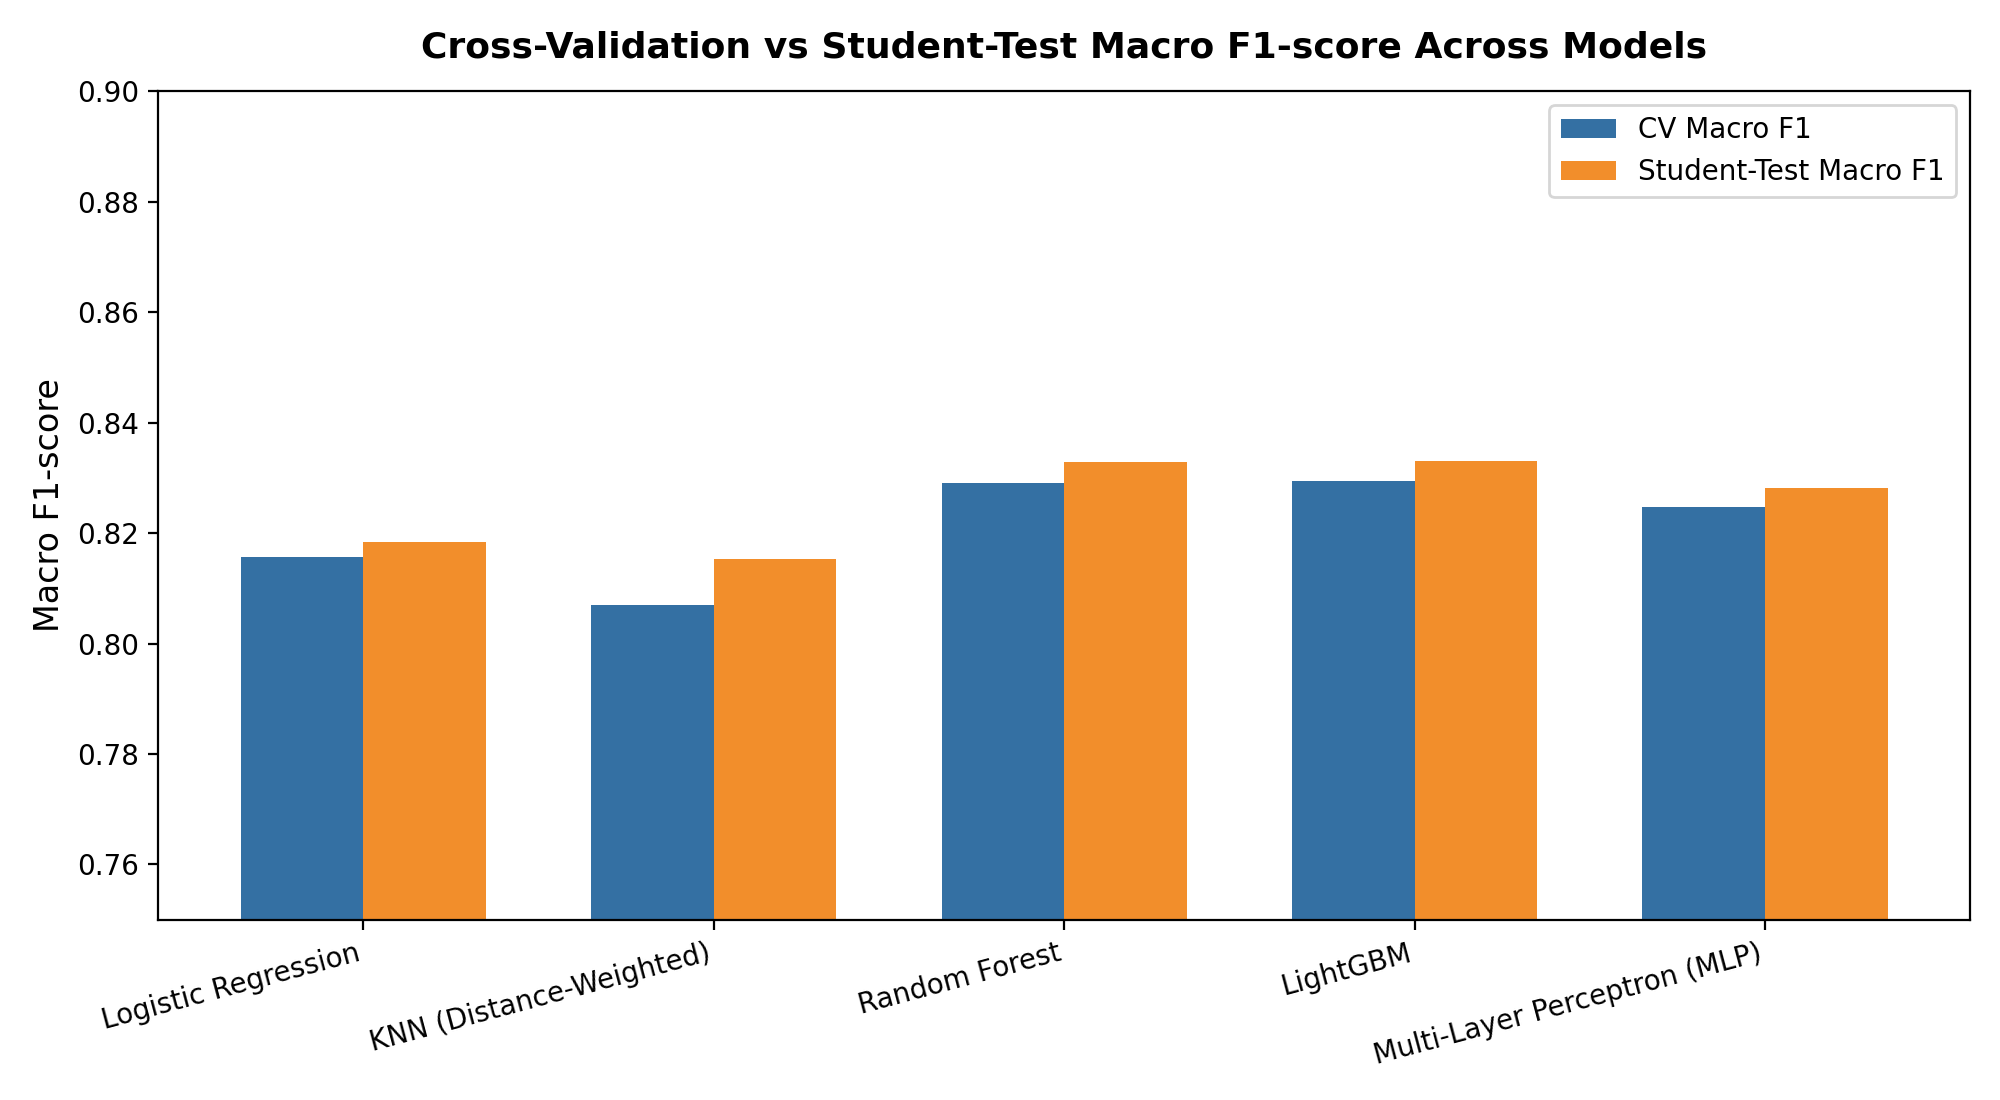 Cross-Validation vs Student-Test Macro F1-score Across Models
CV Macro F1
Student-Test Macro F1
Macro F1-score
0.90
0.88
0.86
0.84
0.82
0.80
0.78
0.76
Logistic Regression
KNN (Distance-Weighted)
Random Forest
LightGBM
Multi-Layer Perceptron (MLP)